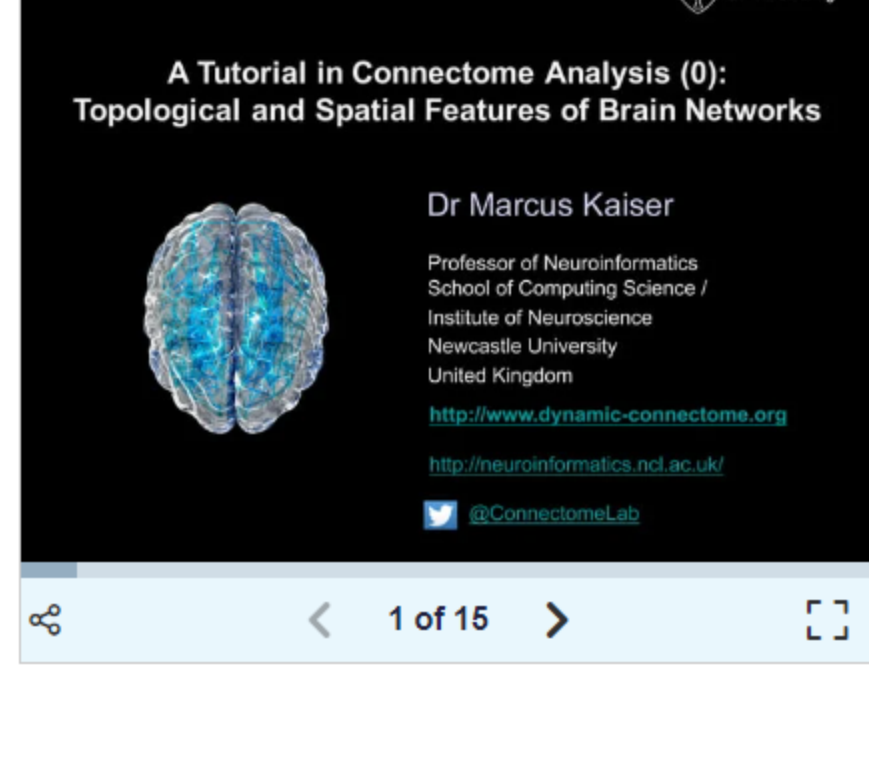 A Tutorial in Connectome Analysis (0):
Topological and Spatial Features of Brain Networks
Dr Marcus Kaiser
Professor of Neuroinformatics
School of Computing Science /
Institute of Neuroscience
Newcastle University
United Kingdom
http://www.dynamic-connectome.org
http://neuroinformatics.ncl.ac.uk/
@ConnectomeLab
1 of 15